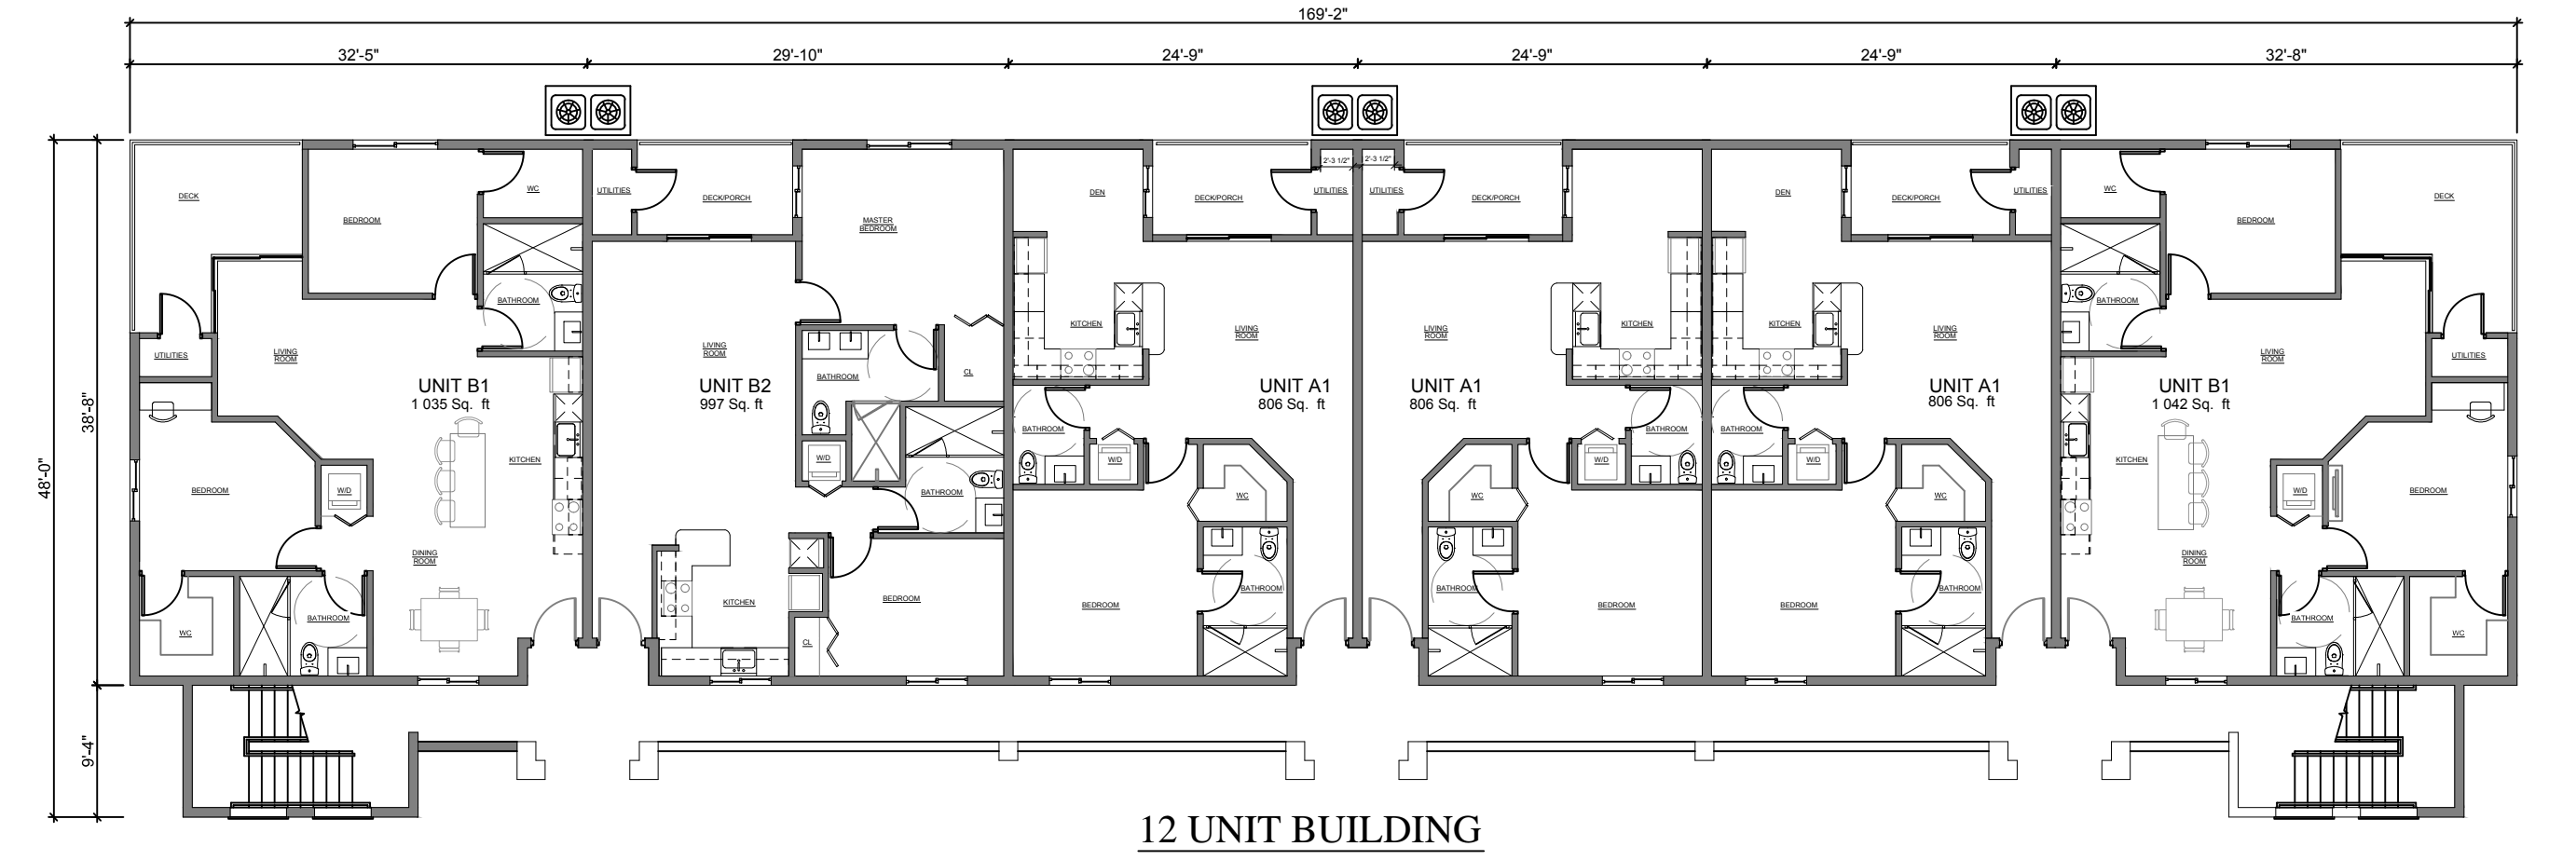 169'-2"
32'-5"
29'-10"
24'-9"
24'-9"
24'-9"
32'-8"
48'-0"
38'-8"
9'-4"
DECK
BEDROOM
WC
BATHROOM
UTILITIES
LIVING
ROOM
UNIT B1
1 035 Sq. ft
KITCHEN
BEDROOM
W/D
DINING
ROOM
WC
BATHROOM
UTILITIES
DECK/PORCH
MASTER
BEDROOM
LIVING
ROOM
UNIT B2
997 Sq. ft
BATHROOM
CL
W/D
BATHROOM
KITCHEN
BEDROOM
CL
DEN
DECK/PORCH
2'-3 1/2"
UTILITIES
KITCHEN
LIVING
ROOM
UNIT A1
806 Sq. ft
BATHROOM
W/D
WC
BATHROOM
BEDROOM
2'-3 1/2"
UTILITIES
DECK/PORCH
LIVING
ROOM
KITCHEN
UNIT A1
806 Sq. ft
BATHROOM
W/D
WC
BATHROOM
BEDROOM
DEN
DECK/PORCH
UTILITIES
KITCHEN
LIVING
ROOM
UNIT A1
806 Sq. ft
BATHROOM
W/D
WC
BATHROOM
BEDROOM
WC
BEDROOM
DECK
BATHROOM
LIVING
ROOM
UTILITIES
UNIT B1
1 042 Sq. ft
KITCHEN
W/D
BEDROOM
DINING
ROOM
BATHROOM
WC
12 UNIT BUILDING